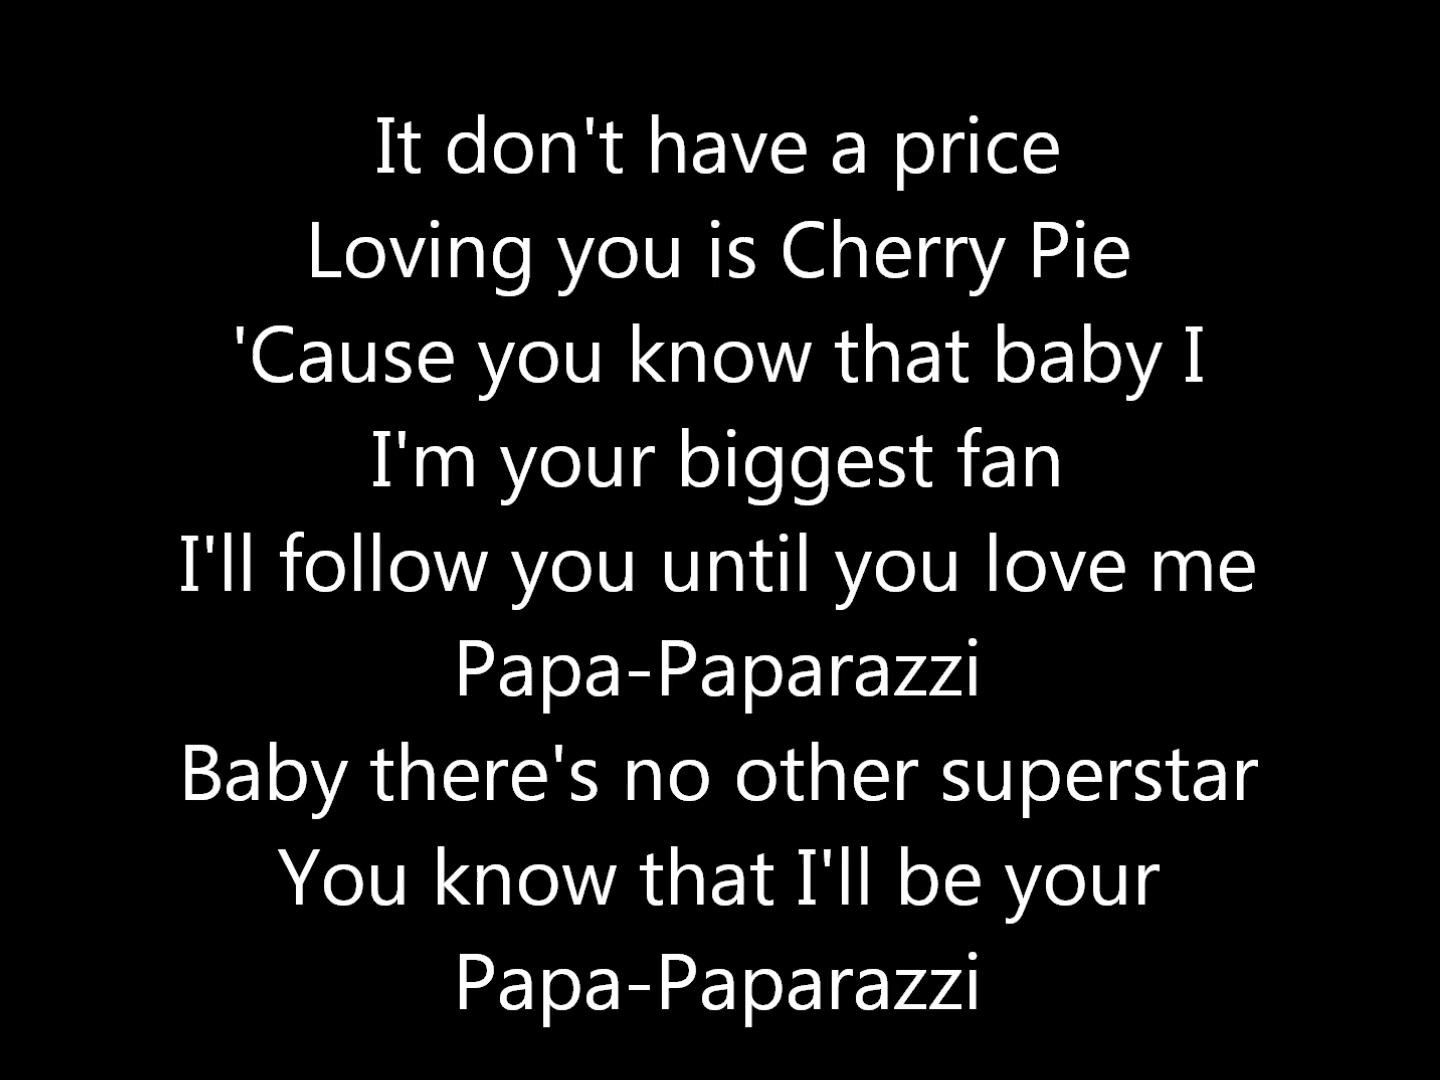 It don't have a price
Loving you is Cherry Pie
'Cause you know that baby I
I'm your biggest fan
I'll follow you until you love me
Papa-Paparazzi
Baby there's no other superstar
You know that I'll be your
Papa-Paparazzi